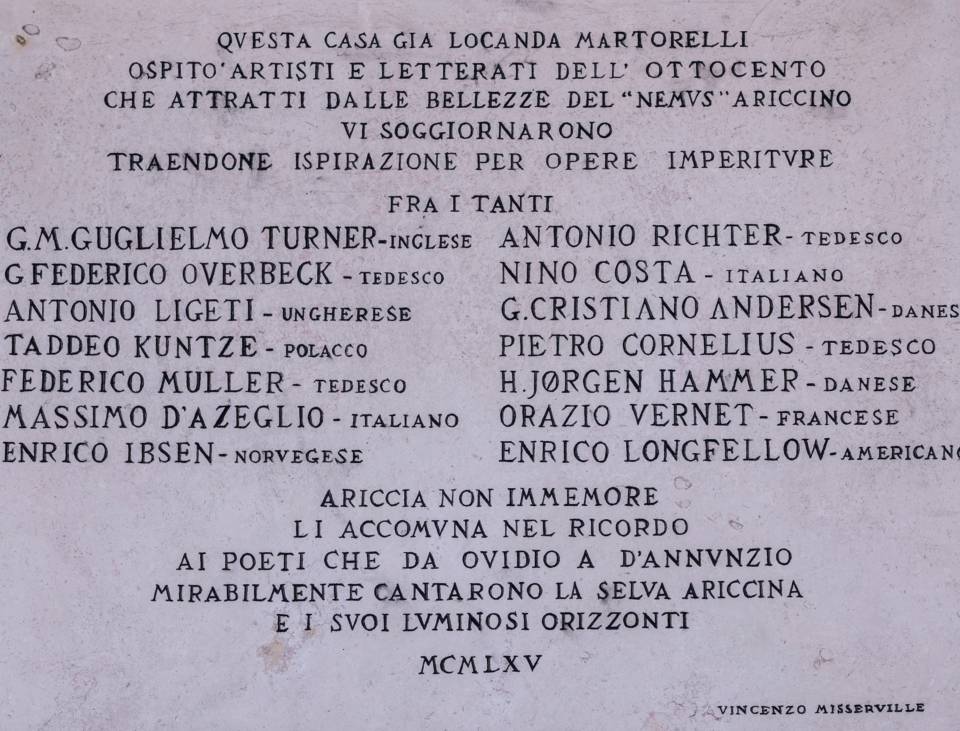 QVESTA CASA GIA LOCANDA MARTORELLI
OSPITO' ARTISTI E LETTERATI DELL' OTTOCENTO
CHE ATTRATTI DALLE BELLEZZE DEL "NEMVS" ARICCINO
VI SOGGIORNARONO
TRAENDONE ISPIRAZIONE PER OPERE IMPERITVRE
FRA I TANTI
G.M.GUGLIELMO TURNER-INGLESE
G FEDERICO OVERBECK - TEDESCO
ANTONIO LIGETI - UNGHERESE
TADDEO KUNTZE - POLACCO
FEDERICO MULLER - TEDESCO
MASSIMO D'AZEGLIO - ITALIANO
ENRICO IBSEN - NORVEGESE
ANTONIO RICHTER - TEDESCO
NINO COSTA - ITALIANO
G.CRISTIANO ANDERSEN - DANES
PIETRO CORNELIUS - TEDESCO
H.JØRGEN HAMMER - DANESE
ORAZIO VERNET - FRANCESE
ENRICO LONGFELLOW - AMERICANO
ARICCIA NON IMMEMORE
LI ACCOMVNA NEL RICORDO
AI POETI CHE DA OVIDIO A D'ANNVNZIO
MIRABILMENTE CANTARONO LA SELVA ARICCINA
E I SVOI LVMINOSI ORIZZONTI
MCMLXV
VINCENZO MISSERVILLE